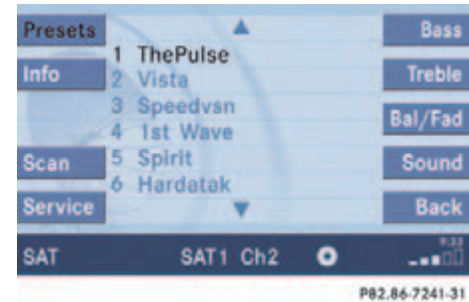 Presets
Bass
1 ThePulse
Info
2 Vista
Treble
3 Speedvsn
Bal/Fad
4 1st Wave
Scan
5 Spirit
Sound
6 Hardatak
Service
Back
SAT SAT1 Ch2 9:33
P82.86-7241-31